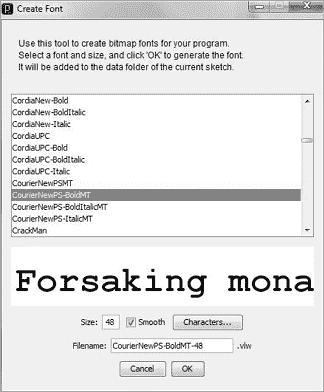 Create Font
Use this tool to create bitmap fonts for your program.
Select a font and size, and click 'OK' to generate the font.
It will be added to the data folder of the current sketch.
CordiaNew-Bold
CordiaNew-BoldItalic
CordiaNew-Italic
CordiaUPC
CordiaUPC-Bold
CordiaUPC-BoldItalic
CordiaUPC-Italic
CourierNewPSMT
CourierNewPS-BoldMT
CourierNewPS-BoldItalicMT
CourierNewPS-ItalicMT
CrackMan
Forsaking mona
Size: 48 Smooth Characters...
Filename: CourierNewPS-BoldMT-48 .vlw
Cancel OK